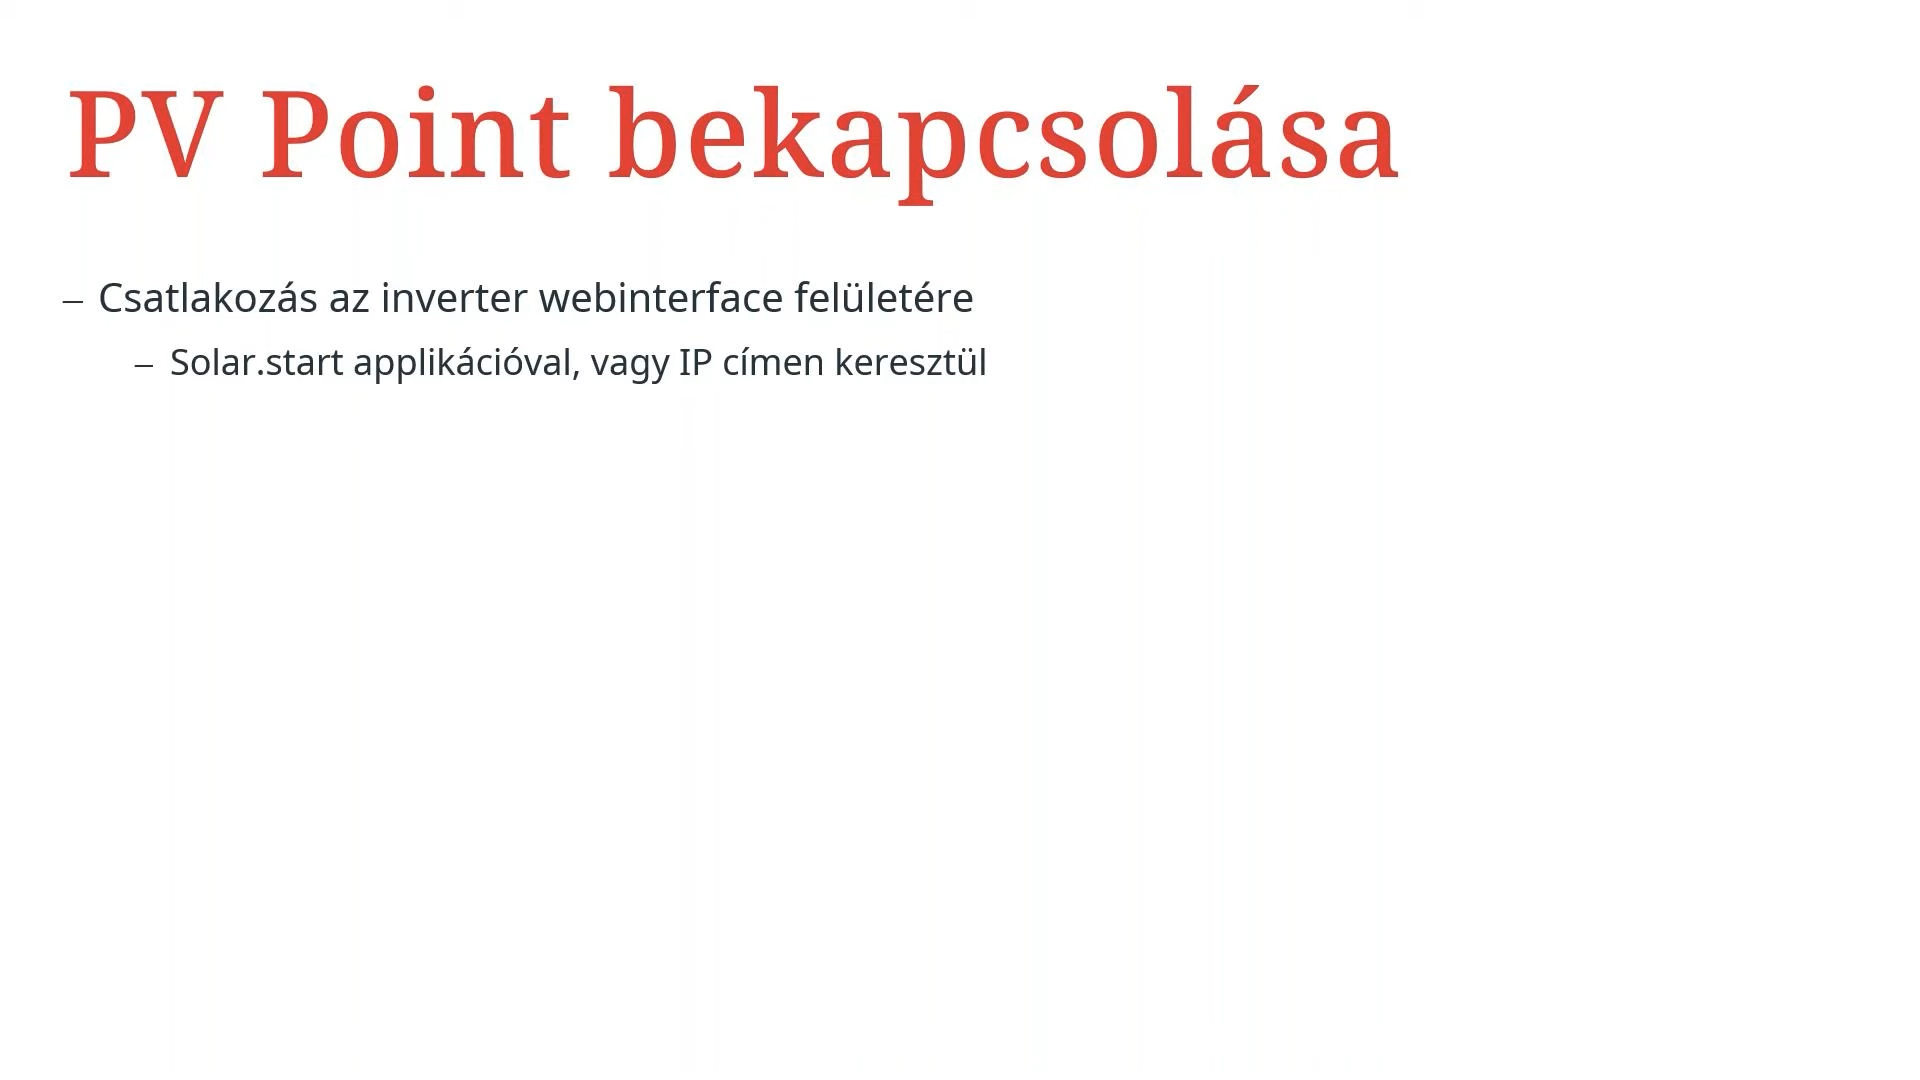 PV Point bekapcsolása
– Csatlakozás az inverter webinterface felületére
– Solar.start applikációval, vagy IP címen keresztül